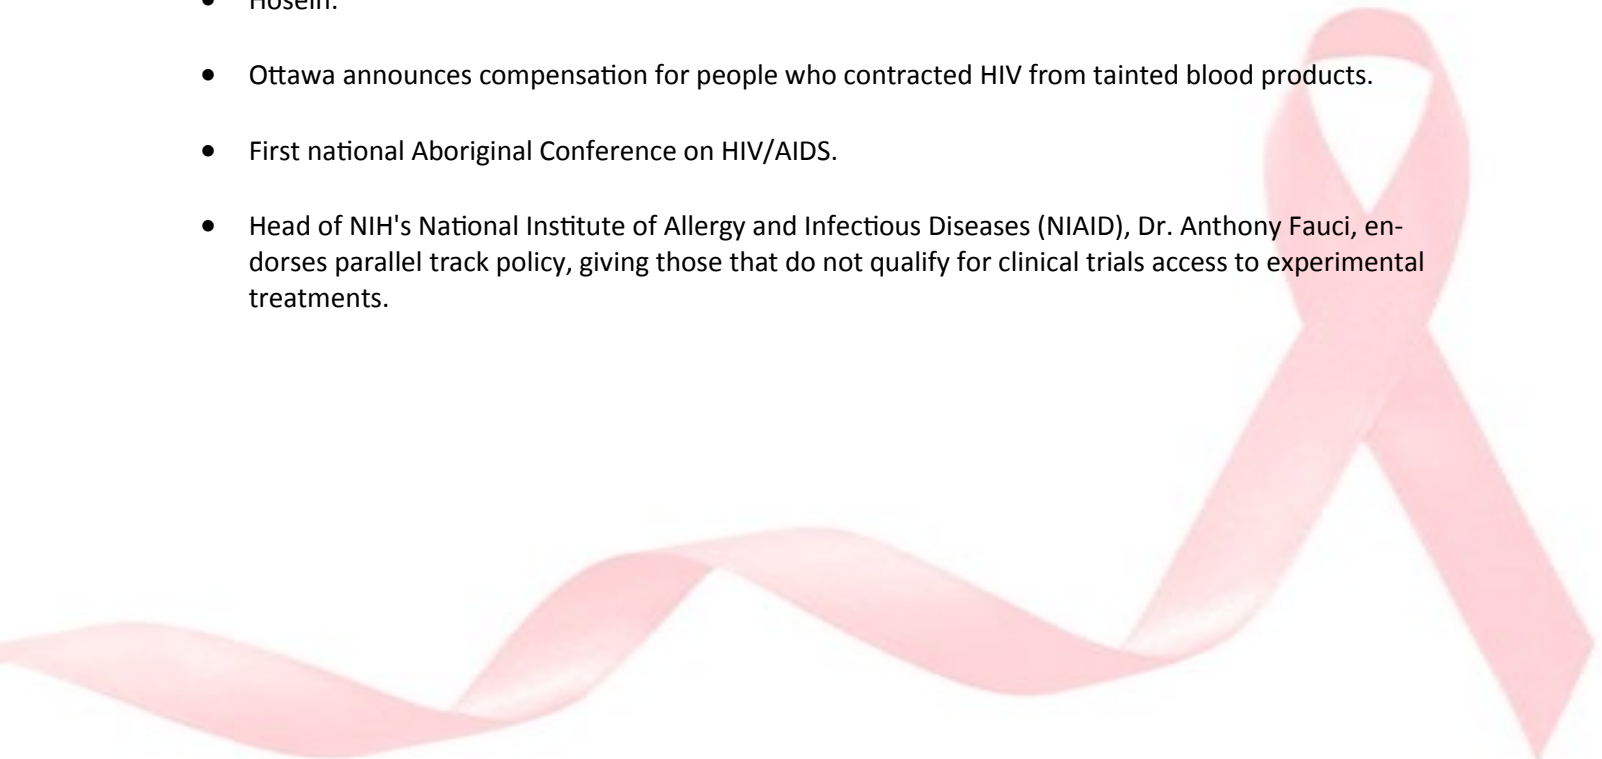 • Hosein.
• Ottawa announces compensation for people who contracted HIV from tainted blood products.
• First national Aboriginal Conference on HIV/AIDS.
• Head of NIH's National Institute of Allergy and Infectious Diseases (NIAID), Dr. Anthony Fauci, en-
dorses parallel track policy, giving those that do not qualify for clinical trials access to experimental
treatments.